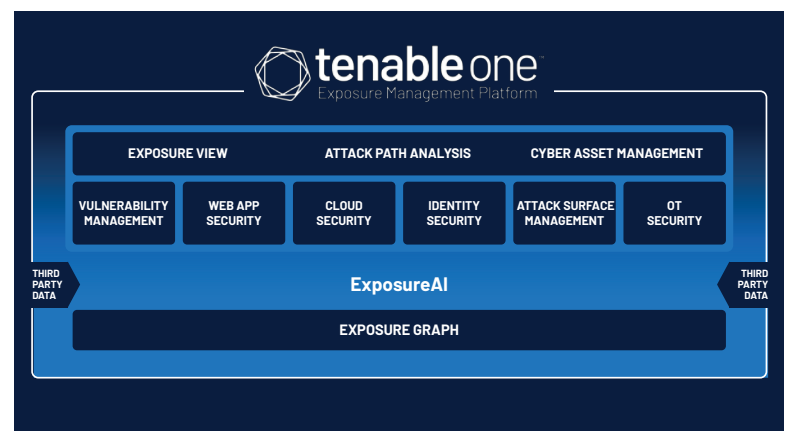 tenable one™
Exposure Management Platform
EXPOSURE VIEW
ATTACK PATH ANALYSIS
CYBER ASSET MANAGEMENT
VULNERABILITY
MANAGEMENT
WEB APP
SECURITY
CLOUD
SECURITY
IDENTITY
SECURITY
ATTACK SURFACE
MANAGEMENT
OT
SECURITY
THIRD
PARTY
DATA
ExposureAI
THIRD
PARTY
DATA
EXPOSURE GRAPH